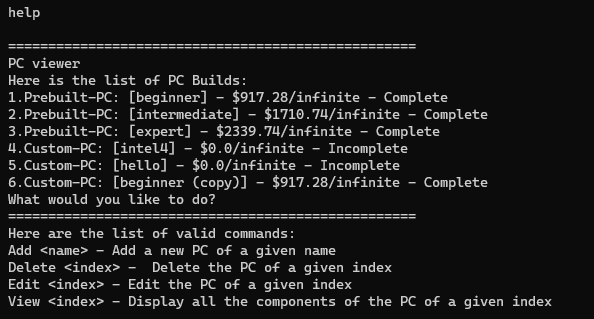 help
===================================================
PC viewer
Here is the list of PC Builds:
1.Prebuilt-PC: [beginner] - $917.28/infinite - Complete
2.Prebuilt-PC: [intermediate] - $1710.74/infinite - Complete
3.Prebuilt-PC: [expert] - $2339.74/infinite - Complete
4.Custom-PC: [intel4] - $0.0/infinite - Incomplete
5.Custom-PC: [hello] - $0.0/infinite - Incomplete
6.Custom-PC: [beginner (copy)] - $917.28/infinite - Complete
What would you like to do?
===================================================
Here are the list of valid commands:
Add <name> - Add a new PC of a given name
Delete <index> -  Delete the PC of a given index
Edit <index> - Edit the PC of a given index
View <index> - Display all the components of the PC of a given index